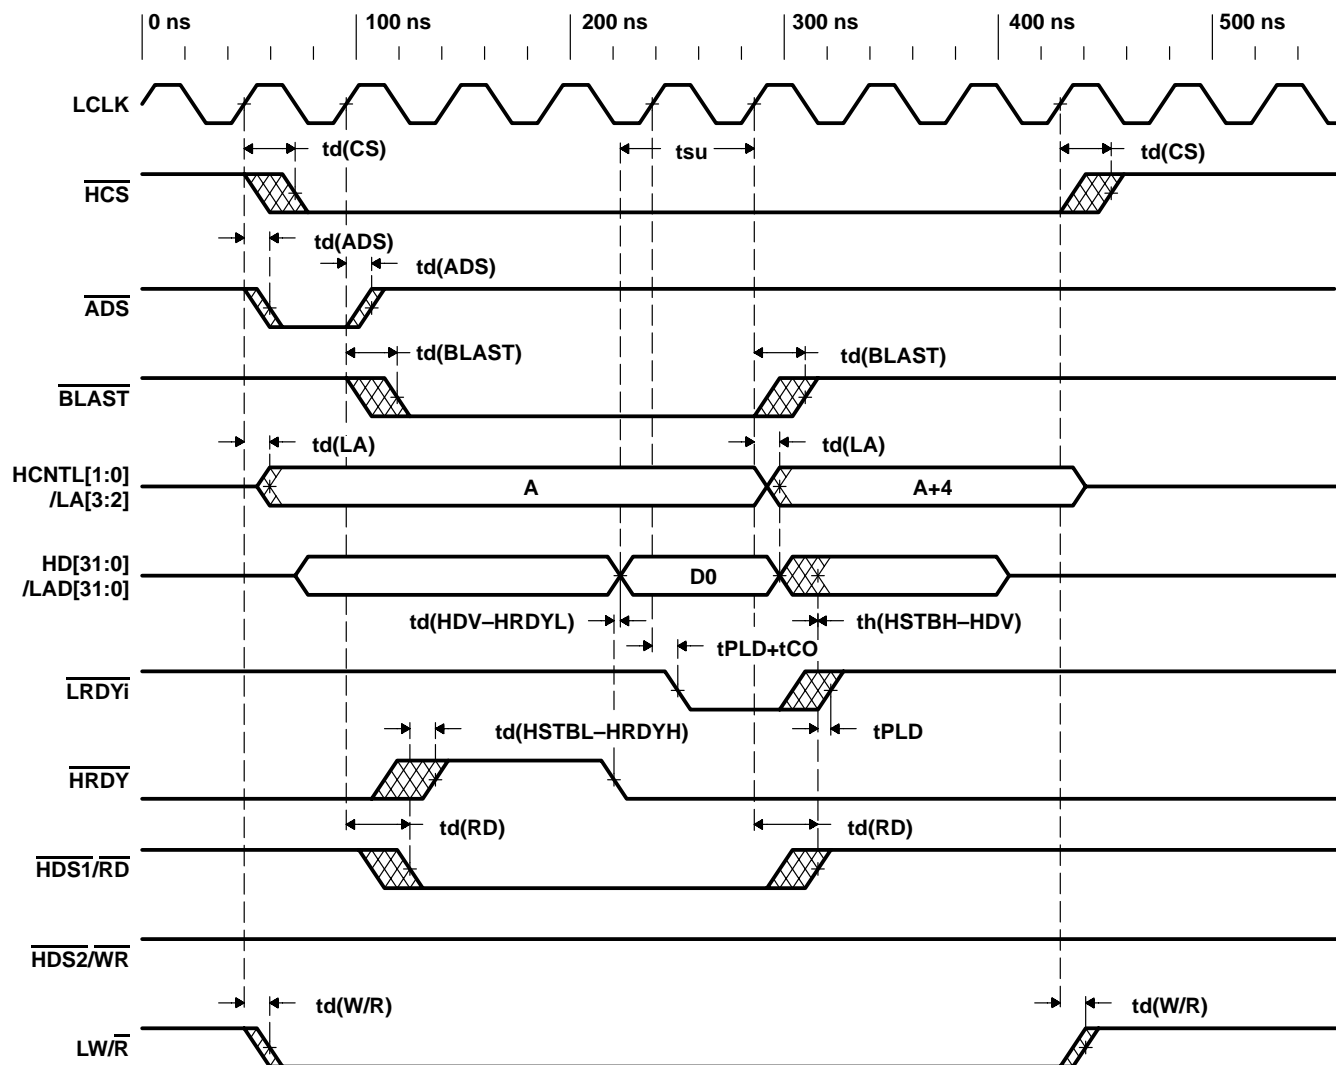 0 ns 100 ns 200 ns 300 ns 400 ns 500 ns
LCLK
td(CS) tsu td(CS)
HCS
td(ADS)
td(ADS)
ADS
td(BLAST) td(BLAST)
BLAST
td(LA) td(LA)
HCNTL[1:0]
/LA[3:2]
A A+4
HD[31:0]
/LAD[31:0]
D0
td(HDV–HRDYL) th(HSTBH–HDV)
tPLD+tCO
LRDYi
td(HSTBL–HRDYH) tPLD
HRDY
td(RD) td(RD)
HDS1/RD
HDS2/WR
td(W/R) td(W/R)
LW/R